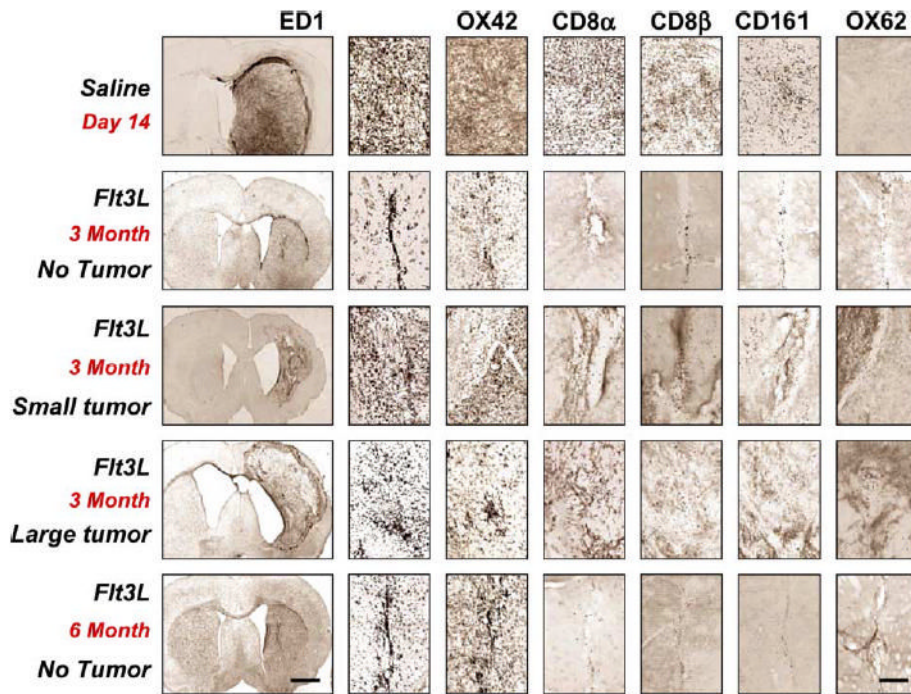 ED1 OX42 CD8α CD8β CD161 OX62
Saline
Day 14
Flt3L
3 Month
No Tumor
Flt3L
3 Month
Small tumor
Flt3L
3 Month
Large tumor
Flt3L
6 Month
No Tumor